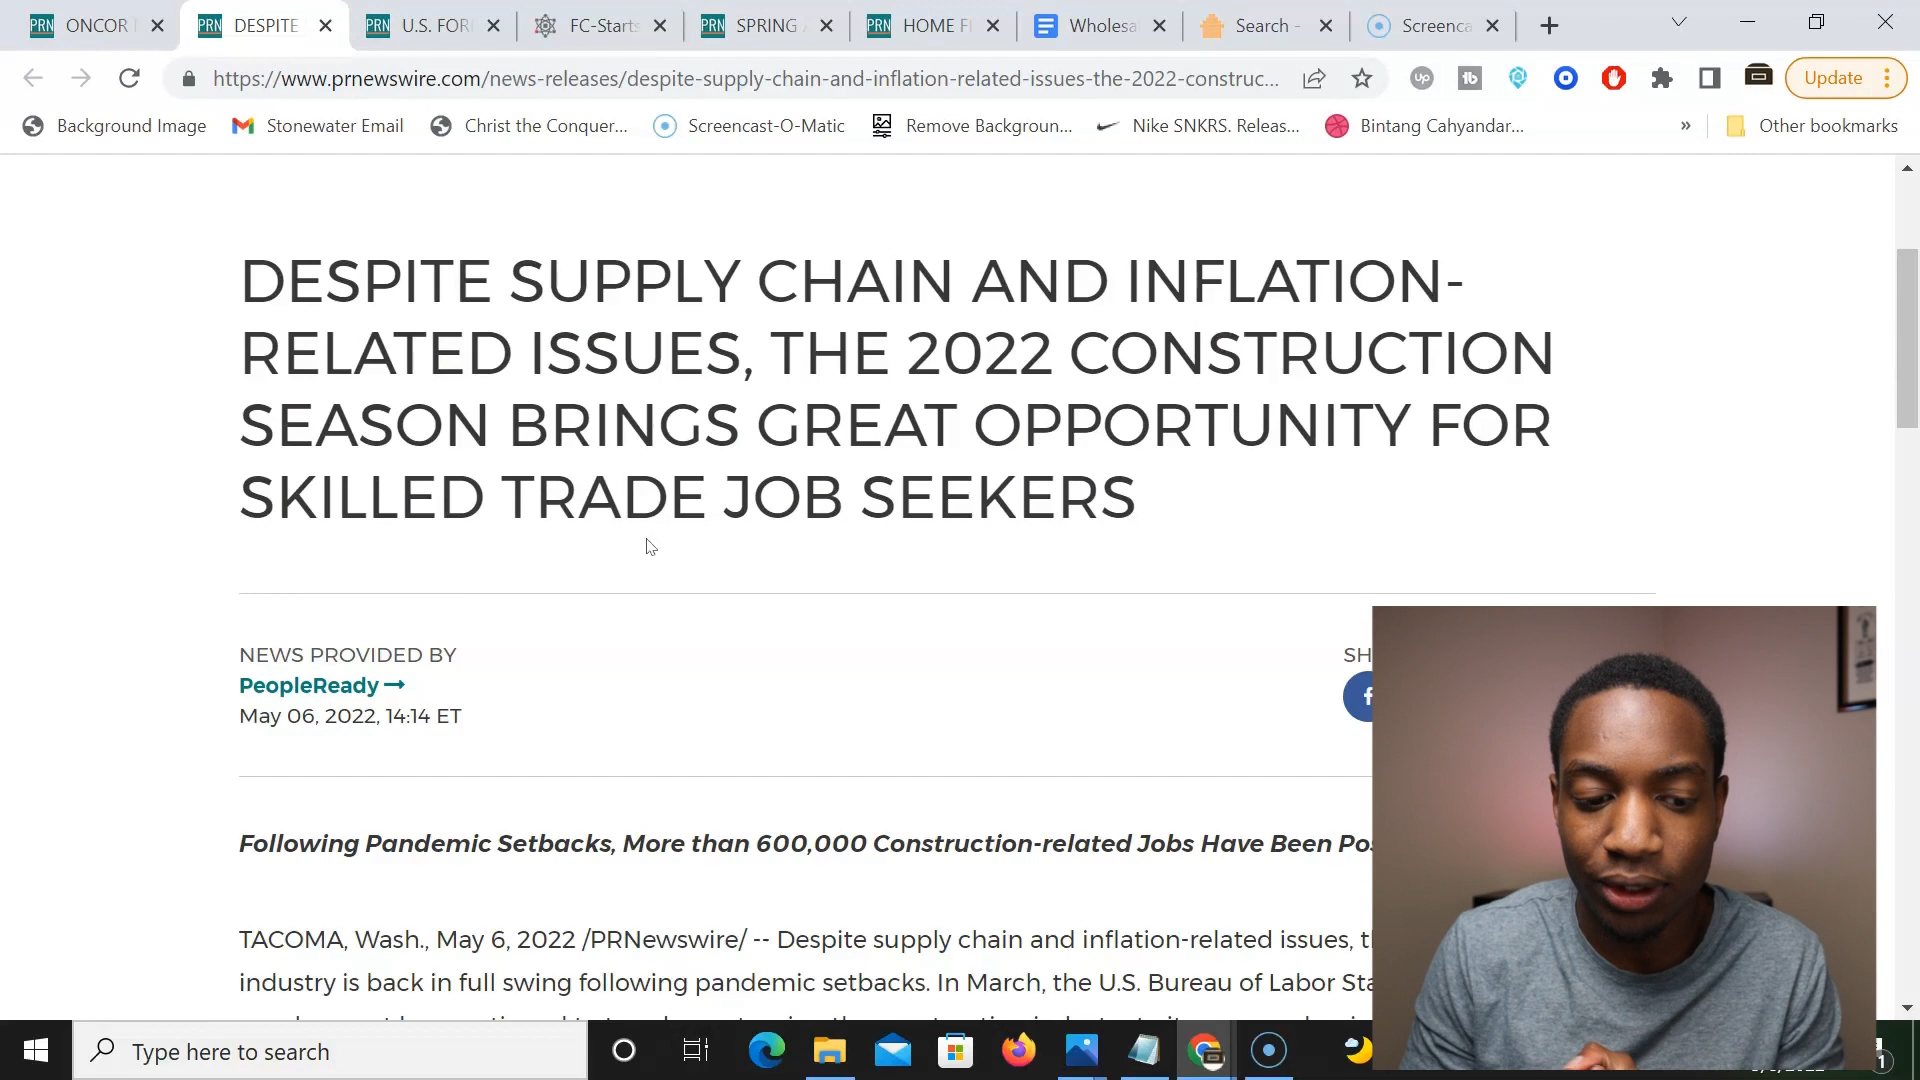 ONCOR
DESPITE
U.S. FOR
FC-Starts
SPRING
HOME F
Wholesa
Search -
Screenca
https://www.prnewswire.com/news-releases/despite-supply-chain-and-inflation-related-issues-the-2022-construc...
Update
Background Image
Stonewater Email
Christ the Conquer...
Screencast-O-Matic
Remove Backgroun...
Nike SNKRS. Releas...
Bintang Cahyandar...
»
Other bookmarks
DESPITE SUPPLY CHAIN AND INFLATION-
RELATED ISSUES, THE 2022 CONSTRUCTION
SEASON BRINGS GREAT OPPORTUNITY FOR
SKILLED TRADE JOB SEEKERS
NEWS PROVIDED BY
PeopleReady
May 06, 2022, 14:14 ET
SH
Following Pandemic Setbacks, More than 600,000 Construction-related Jobs Have Been Pos
TACOMA, Wash., May 6, 2022 /PRNewswire/ -- Despite supply chain and inflation-related issues, t
industry is back in full swing following pandemic setbacks. In March, the U.S. Bureau of Labor Sta
Type here to search
1